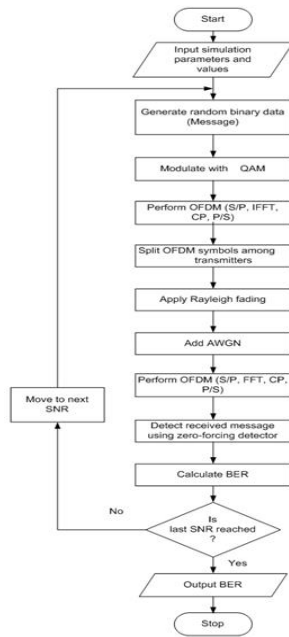 Start
Input simulation
parameters and
values
Generate random binary data
(Message)
Modulate with QAM
Perform OFDM (S/P, IFFT,
CP, P/S)
Split OFDM symbols among
transmitters
Apply Rayleigh fading
Add AWGN
Perform OFDM (S/P, FFT, CP,
P/S)
Move to next
SNR
Detect received message
using zero-forcing detector
Calculate BER
No
Is
last SNR reached
?
Yes
Output BER
Stop